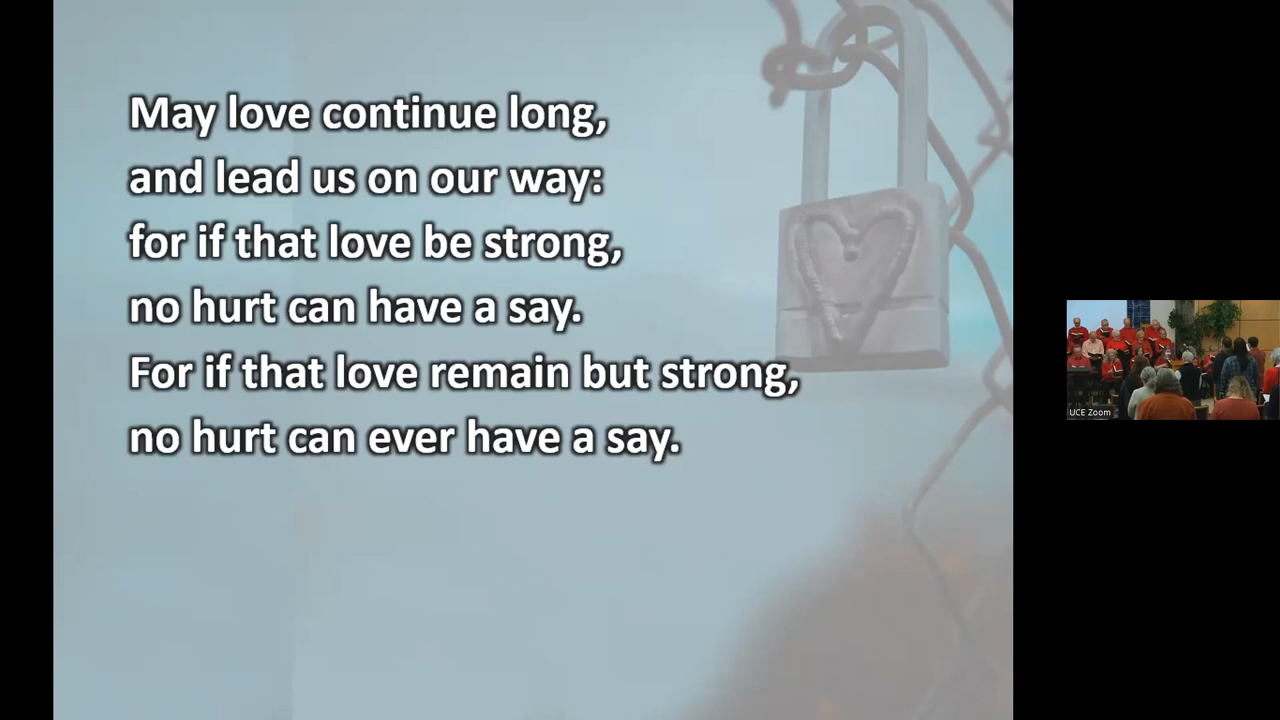 May love continue long,
and lead us on our way:
for if that love be strong,
no hurt can have a say.
For if that love remain but strong,
no hurt can ever have a say.
UCE Zoom